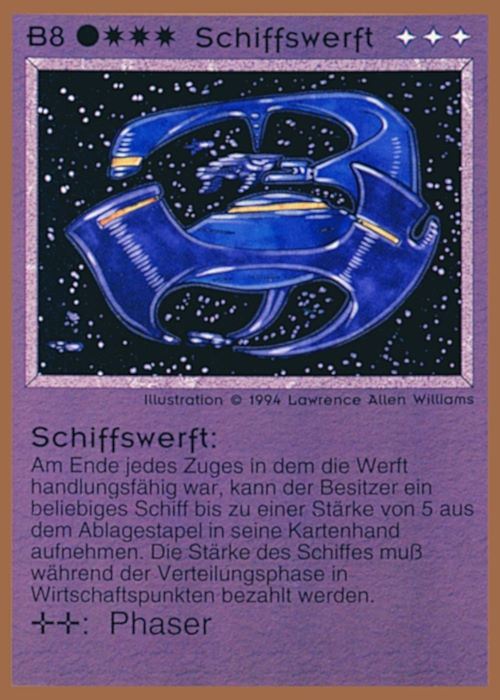 B8 ●✷✷✷ Schiffswerft ✧✧✧
Illustration © 1994 Lawrence Allen Williams
Schiffswerft:
Am Ende jedes Zuges in dem die Werft
handlungsfähig war, kann der Besitzer ein
beliebiges Schiff bis zu einer Stärke von 5 aus
dem Ablagestapel in seine Kartenhand
aufnehmen. Die Stärke des Schiffes muß
während der Verteilungsphase in
Wirtschaftspunkten bezahlt werden.
✧✧: Phaser